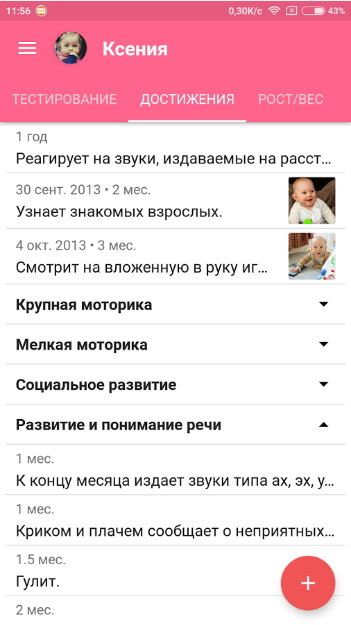 11:56 0,30К/с 43%
Ксения
ТЕСТИРОВАНИЕ ДОСТИЖЕНИЯ РОСТ/ВЕС
1 год
Реагирует на звуки, издаваемые на расст...
30 сент. 2013 • 2 мес.
Узнает знакомых взрослых.
4 окт. 2013 • 3 мес.
Смотрит на вложенную в руку иг...
Крупная моторика
Мелкая моторика
Социальное развитие
Развитие и понимание речи
1 мес.
К концу месяца издает звуки типа ах, эх, у...
1 мес.
Криком и плачем сообщает о неприятных...
1.5 мес.
Гулит.
2 мес.